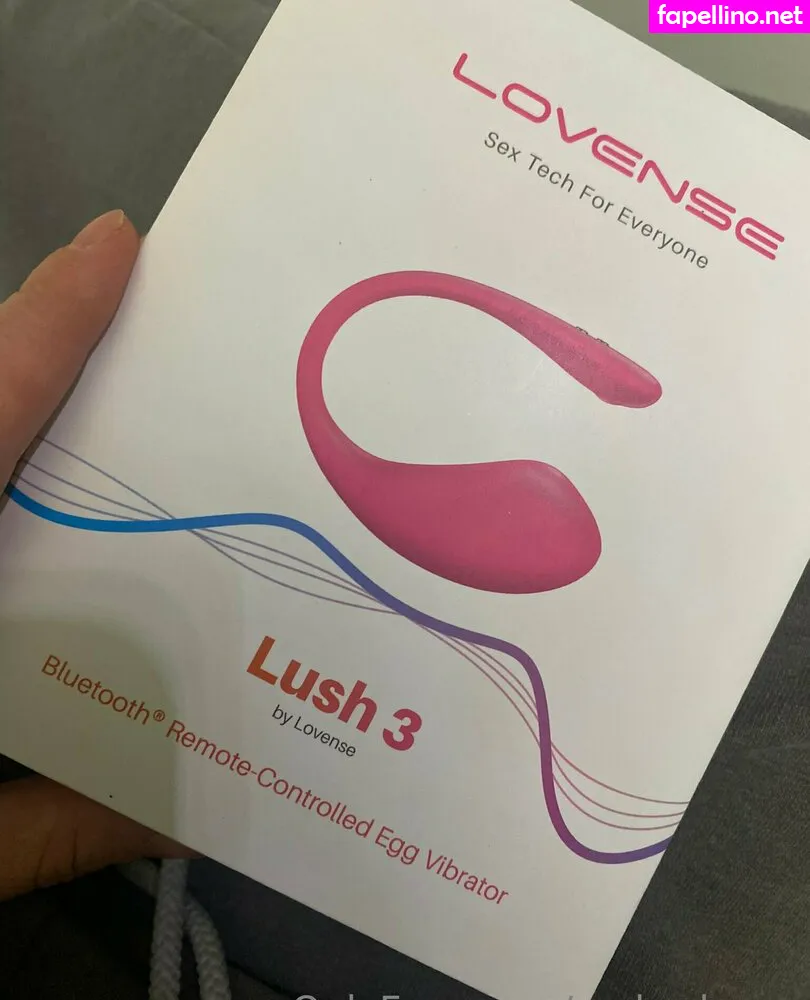 fapellino.net
LOVENSE
Sex Tech For Everyone
Lush 3
by Lovense
Bluetooth® Remote-Controlled Egg Vibrator